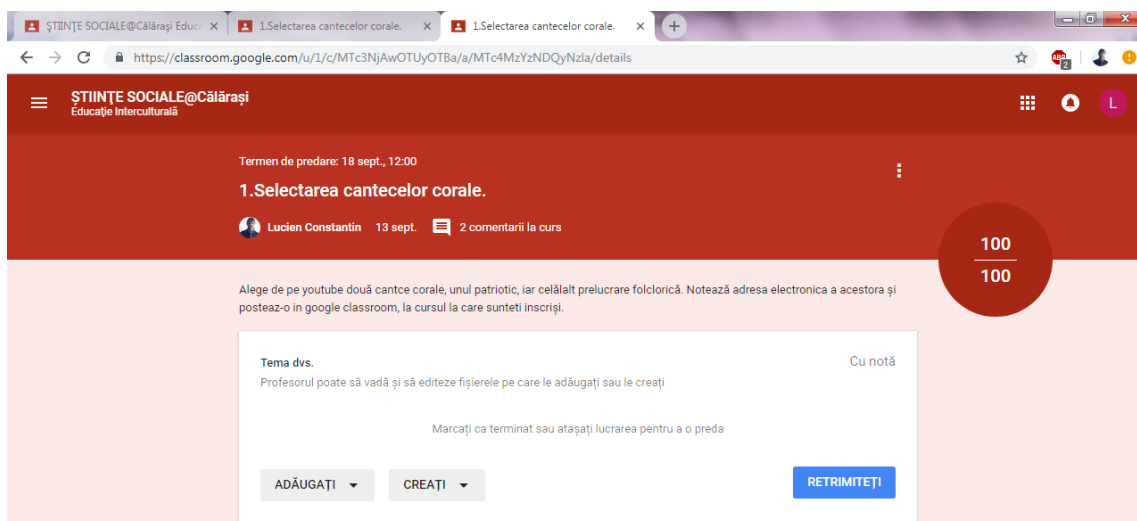 ȘTIINȚE SOCIALE@Călărași Educ
1.Selectarea cantecelor corale.
1.Selectarea cantecelor corale.
https://classroom.google.com/u/1/c/MTc3NjAwOTUyOTBa/a/MTc4MzYzNDQyNzla/details
ABP
2
ȘTIINȚE SOCIALE@Călărași
Educație Interculturală
L
Termen de predare: 18 sept., 12:00
1.Selectarea cantecelor corale.
Lucien Constantin 13 sept. 2 comentarii la curs
100
100
Alege de pe youtube două cantce corale, unul patriotic, iar celălalt prelucrare folclorică. Notează adresa electronica a acestora și
posteaz-o in google classroom, la cursul la care sunteti inscriși.
Tema dvs. Cu notă
Profesorul poate să vadă și să editeze fișierele pe care le adăugați sau le creați
Marcați ca terminat sau atașați lucrarea pentru a o preda
ADĂUGAȚI CREAȚI RETRIMITEȚI